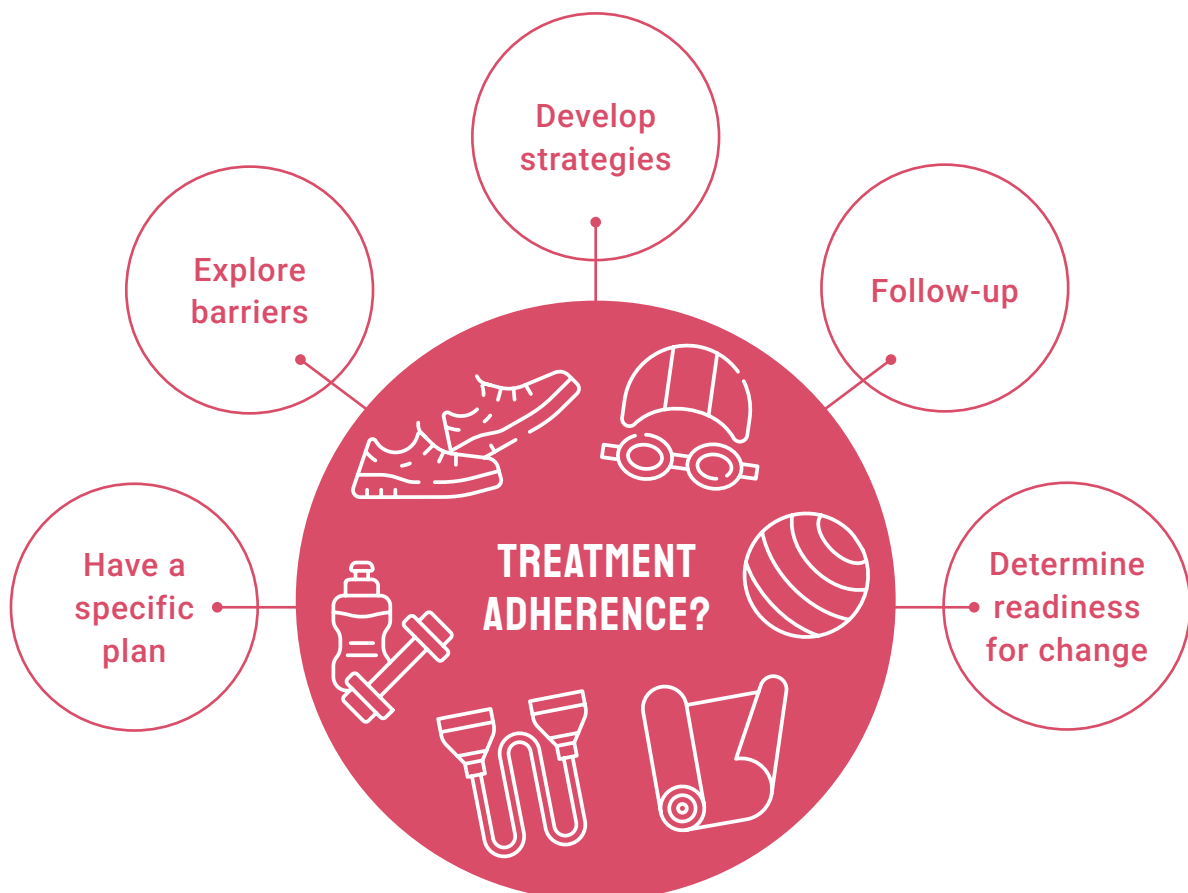 Develop
strategies
Explore
barriers
Follow-up
Have a
specific
plan
TREATMENT
ADHERENCE?
Determine
readiness
for change